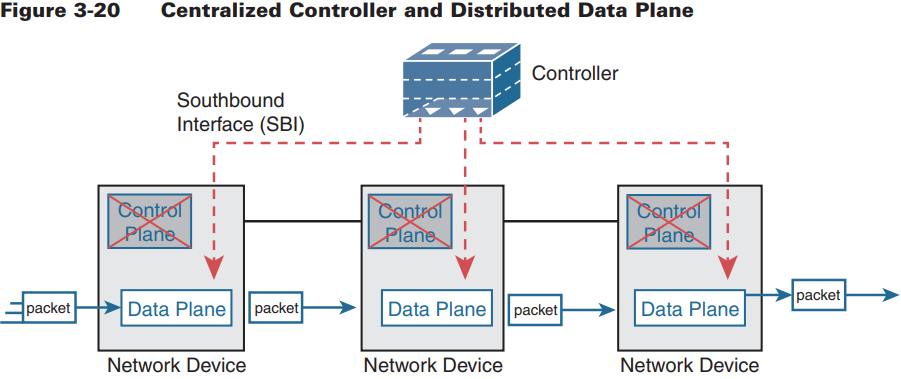 Figure 3-20 Centralized Controller and Distributed Data Plane
Controller
Southbound
Interface (SBI)
Control
Plane
Control
Plane
Control
Plane
packet
Data Plane
packet
Data Plane
packet
Data Plane
packet
Network Device
Network Device
Network Device